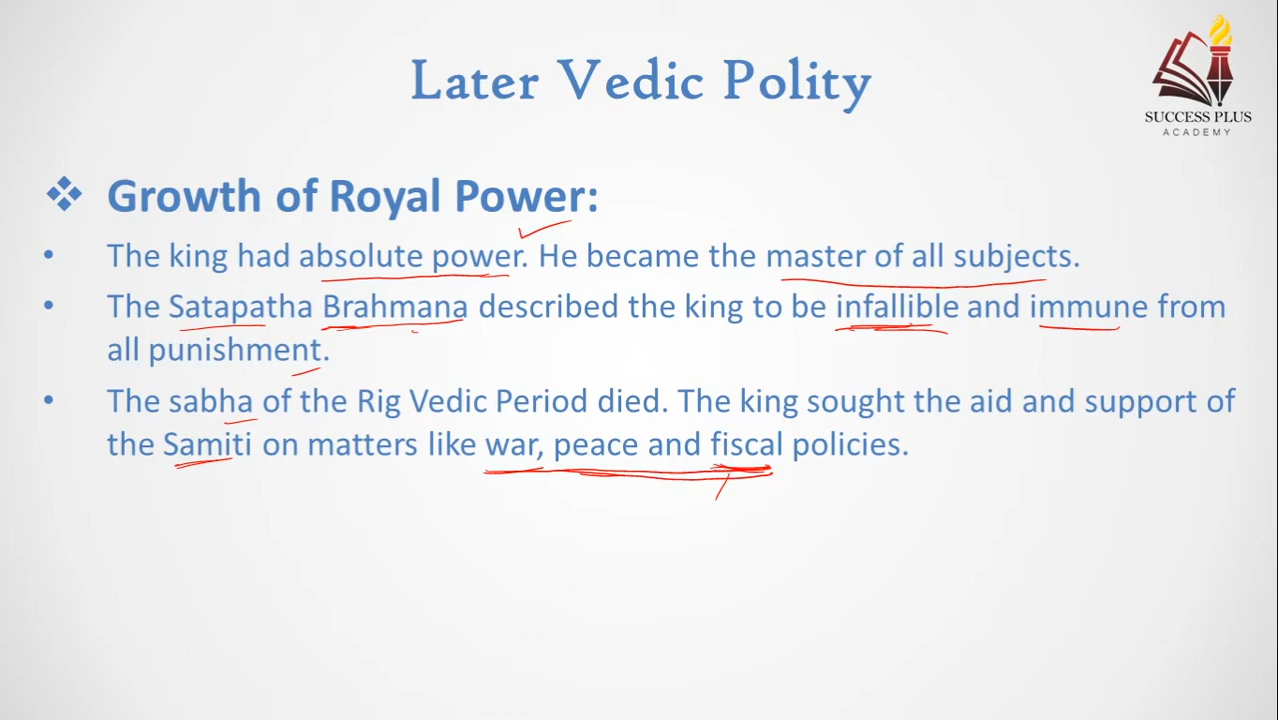 Later Vedic Polity
SUCCESS PLUS
ACADEMY
Growth of Royal Power:
• The king had absolute power. He became the master of all subjects.
• The Satapatha Brahmana described the king to be infallible and immune from
all punishment.
• The sabha of the Rig Vedic Period died. The king sought the aid and support of
the Samiti on matters like war, peace and fiscal policies.